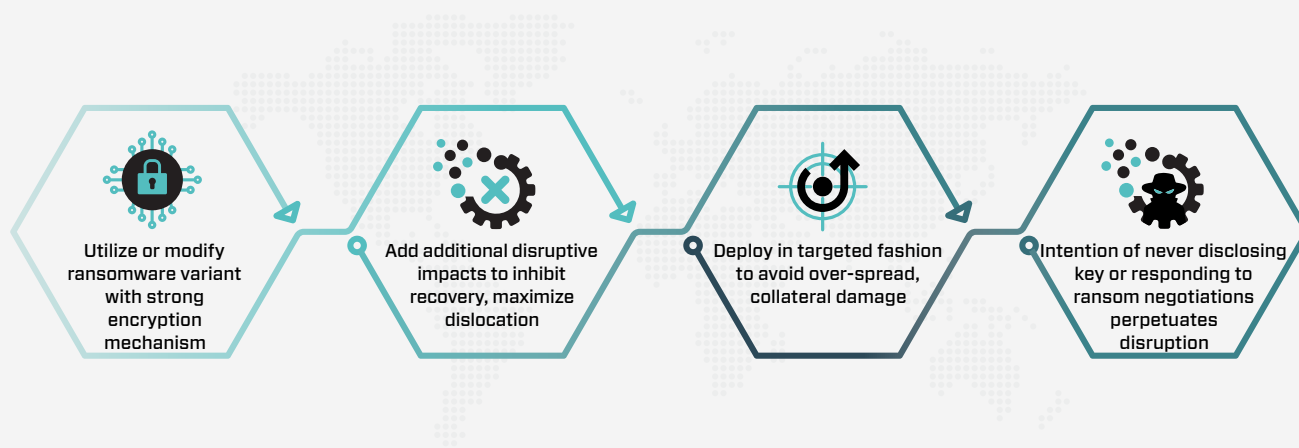 Utilize or modify
ransomware variant
with strong
encryption
mechanism
Add additional disruptive
impacts to inhibit
recovery, maximize
dislocation
Deploy in targeted fashion
to avoid over-spread,
collateral damage
Intention of never disclosing
key or responding to
ransom negotiations
perpetuates
disruption